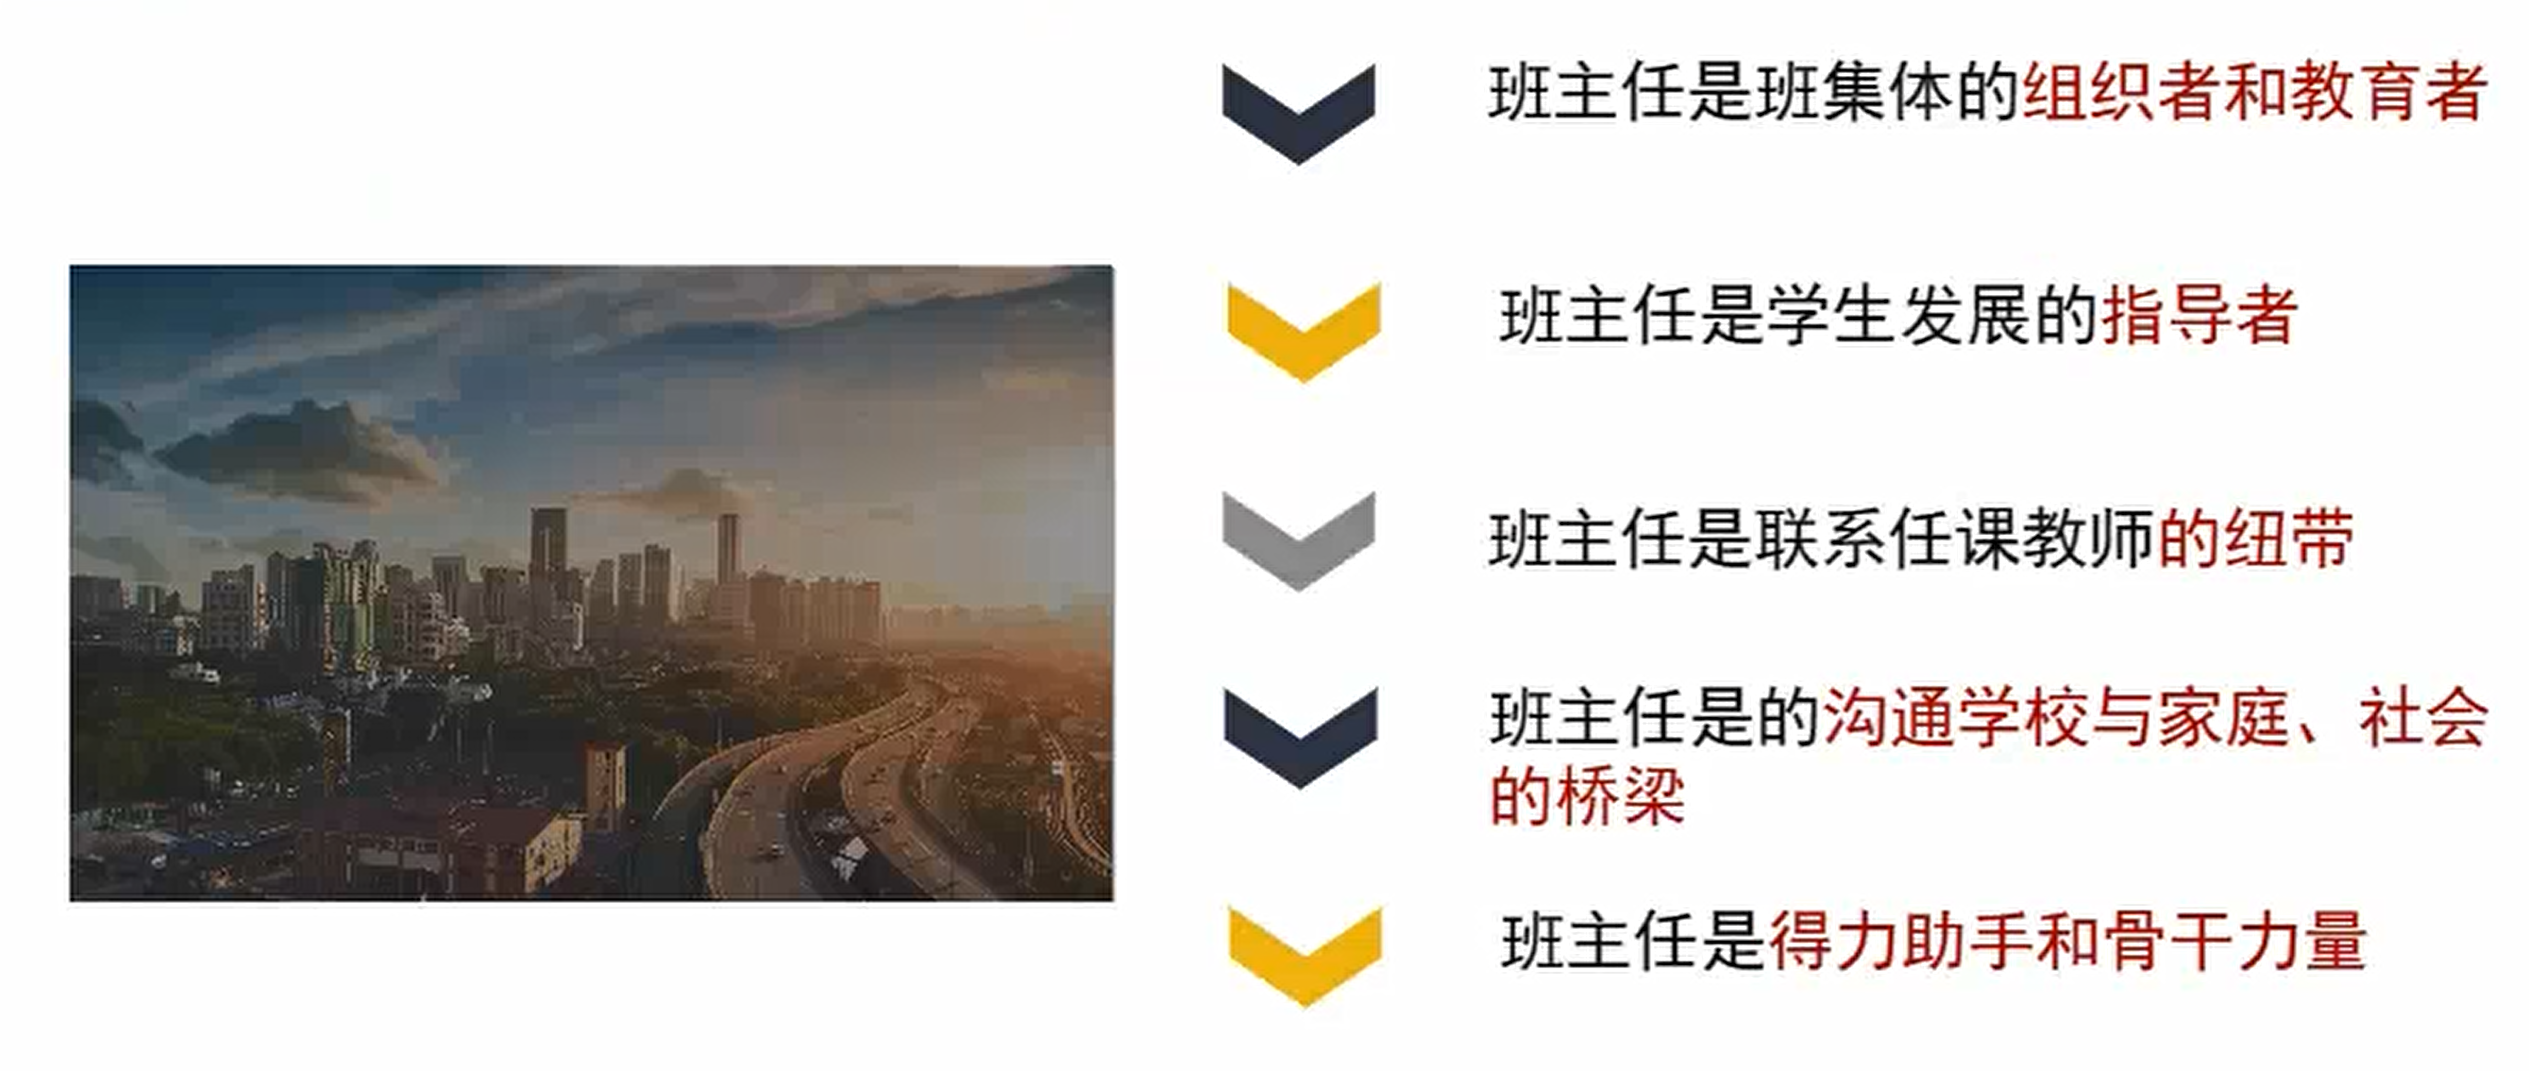 班主任是班集体的组织者和教育者
班主任是学生发展的指导者
班主任是联系任课教师的纽带
班主任是的沟通学校与家庭、社会
的桥梁
班主任是得力助手和骨干力量